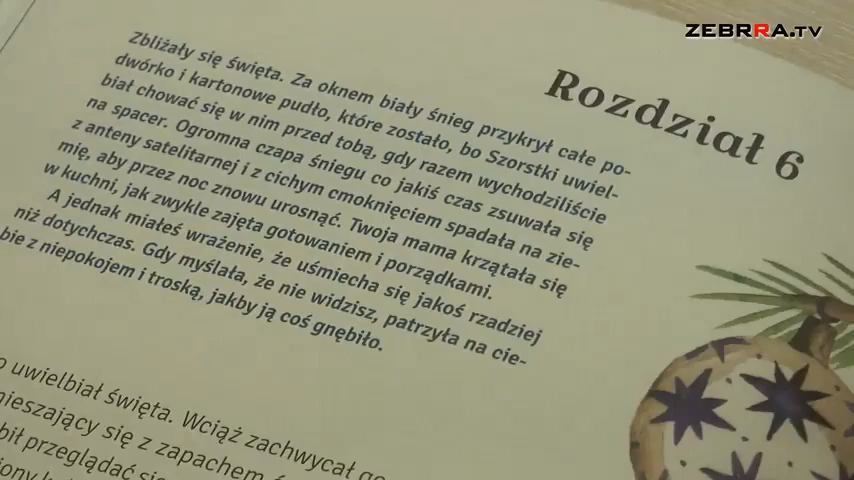 ZEBRRA.TV
Rozdział 6
Zbliżały się święta. Za oknem biały śnieg przykrył całe po-
dwórko i kartonowe pudło, które zostało, bo Szorstki uwiel-
biał chować się w nim przed tobą, gdy razem wychodziliście
na spacer. Ogromna czapa śniegu co jakiś czas zsuwała się
z anteny satelitarnej i z cichym cmoknięciem spadała na zie-
mię, aby przez noc znowu urosnąć. Twoja mama krzątała się
w kuchni, jak zwykle zajęta gotowaniem i porządkami.
A jednak miałeś wrażenie, że uśmiecha się jakoś rzadziej
niż dotychczas. Gdy myślała, że nie widzisz, patrzyła na cie-
bie z niepokojem i troską, jakby ją coś gnębiło.
uwielbiał święta. Wciąż zachwycał go
mieszający się z zapachem
przeglądać